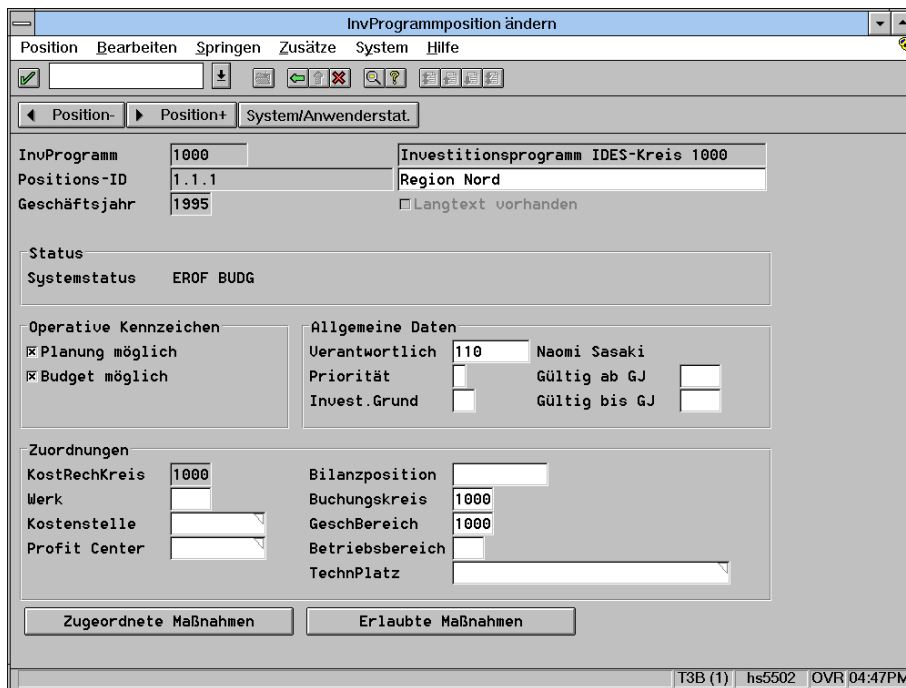 InvProgrammposition ändern
Position Bearbeiten Springen Zusätze System Hilfe
Position- Position+ System/Anwenderstat.
InvProgramm 1000 Investitionsprogramm IDES-Kreis 1000
Positions-ID 1.1.1 Region Nord
Geschäftsjahr 1995 Langtext vorhanden
Status
Systemstatus EROF BUDG
Operative Kennzeichen Allgemeine Daten
Planung möglich Verantwortlich 110 Naomi Sasaki
Budget möglich Priorität Gültig ab GJ
Invest.Grund Gültig bis GJ
Zuordnungen
KostRechKreis 1000 Bilanzposition
Werk Buchungskreis 1000
Kostenstelle GeschBereich 1000
Profit Center Betriebsbereich
TechnPlatz
Zugeordnete Maßnahmen Erlaubte Maßnahmen
T3B (1) hs5502 OVR 04:47PM